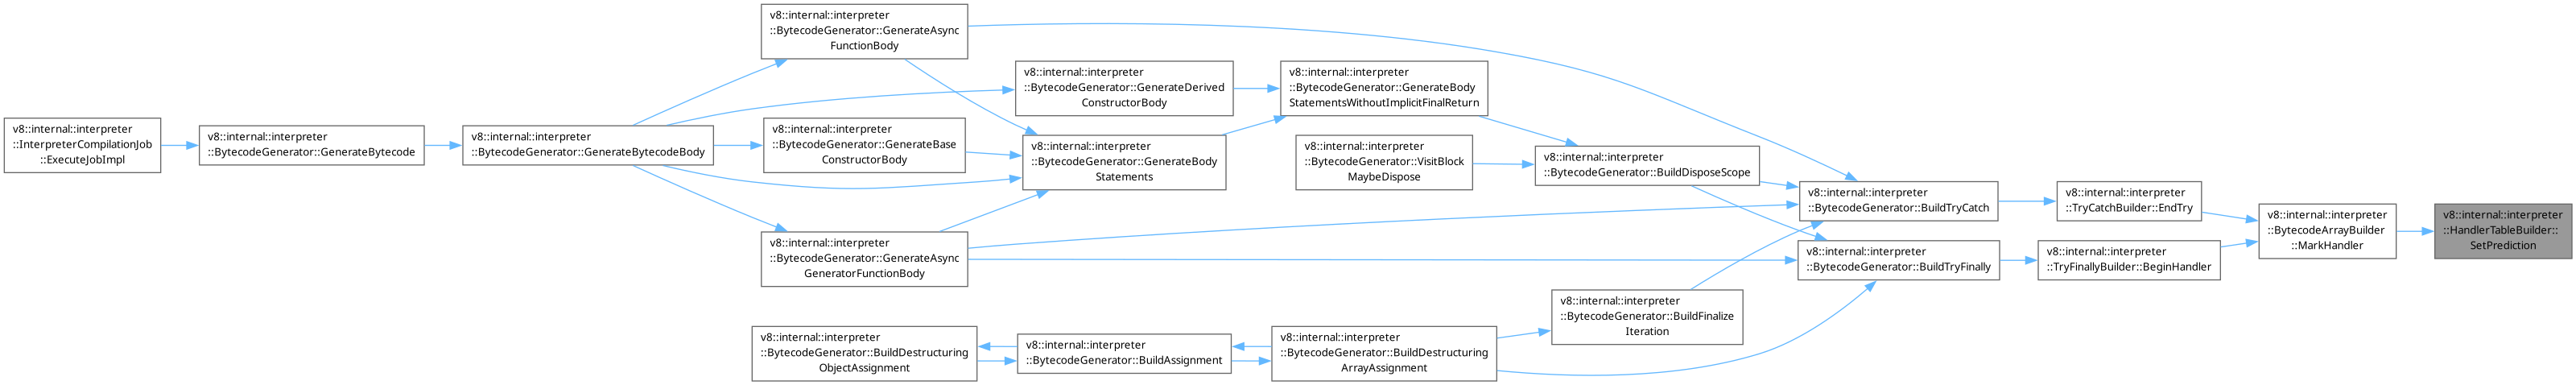 v8::internal::interpreter
::InterpreterCompilationJob
::ExecuteJobImpl
v8::internal::interpreter
::BytecodeGenerator::GenerateBytecode
v8::internal::interpreter
::BytecodeGenerator::GenerateBytecodeBody
v8::internal::interpreter
::BytecodeGenerator::GenerateAsync
FunctionBody
v8::internal::interpreter
::BytecodeGenerator::GenerateBase
ConstructorBody
v8::internal::interpreter
::BytecodeGenerator::GenerateAsync
GeneratorFunctionBody
v8::internal::interpreter
::BytecodeGenerator::BuildDestructuring
ObjectAssignment
v8::internal::interpreter
::BytecodeGenerator::GenerateDerived
ConstructorBody
v8::internal::interpreter
::BytecodeGenerator::GenerateBody
Statements
v8::internal::interpreter
::BytecodeGenerator::BuildAssignment
v8::internal::interpreter
::BytecodeGenerator::GenerateBody
StatementsWithoutImplicitFinalReturn
v8::internal::interpreter
::BytecodeGenerator::VisitBlock
MaybeDispose
v8::internal::interpreter
::BytecodeGenerator::BuildDestructuring
ArrayAssignment
v8::internal::interpreter
::BytecodeGenerator::BuildDisposeScope
v8::internal::interpreter
::BytecodeGenerator::BuildFinalize
Iteration
v8::internal::interpreter
::BytecodeGenerator::BuildTryCatch
v8::internal::interpreter
::BytecodeGenerator::BuildTryFinally
v8::internal::interpreter
::TryCatchBuilder::EndTry
v8::internal::interpreter
::TryFinallyBuilder::BeginHandler
v8::internal::interpreter
::BytecodeArrayBuilder
::MarkHandler
v8::internal::interpreter
::HandlerTableBuilder::
SetPrediction